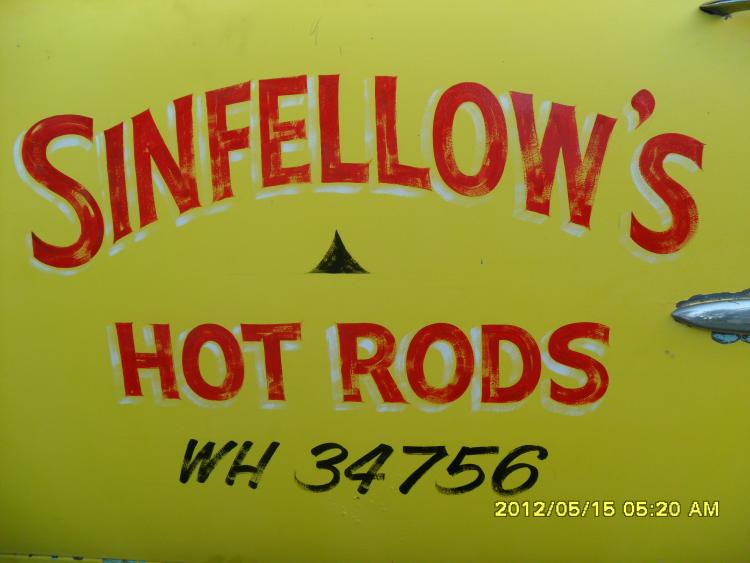 SINFELLOW'S
HOT RODS
WH 34756
2012/05/15 05:20 AM